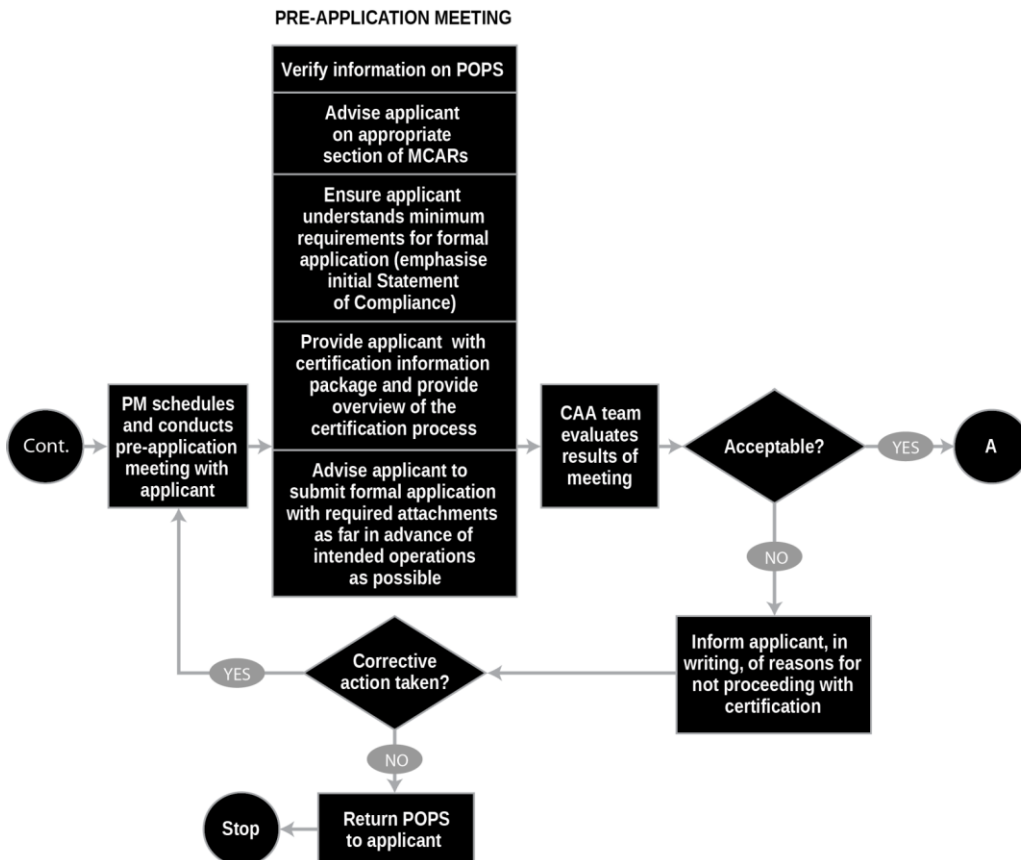 PRE-APPLICATION MEETING
Verify information on POPS
Advise applicant
on appropriate
section of MCARs
Ensure applicant
understands minimum
requirements for formal
application (emphasise
initial Statement
of Compliance)
Provide applicant with
certification information
package and provide
overview of the
certification process
Advise applicant to
submit formal application
with required attachments
as far in advance of
intended operations
as possible
Cont.
PM schedules
and conducts
pre-application
meeting with
applicant
CAA team
evaluates
results of
meeting
Acceptable?
YES
A
NO
Inform applicant, in
writing, of reasons for
not proceeding with
certification
Corrective
action taken?
YES
NO
Return POPS
to applicant
Stop